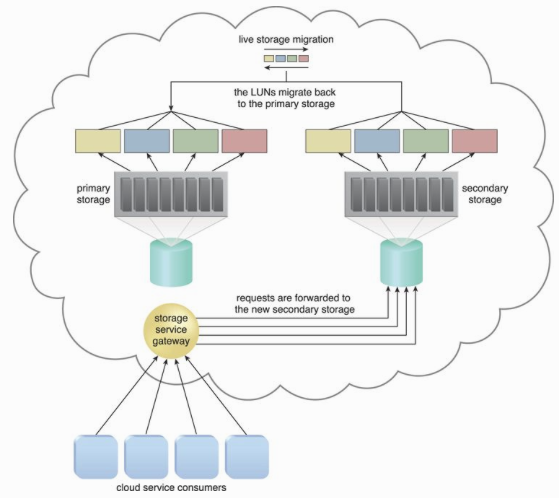 live storage migration
the LUNs migrate back
to the primary storage
primary
storage
secondary
storage
requests are forwarded to
the new secondary storage
storage
service
gateway
cloud service consumers